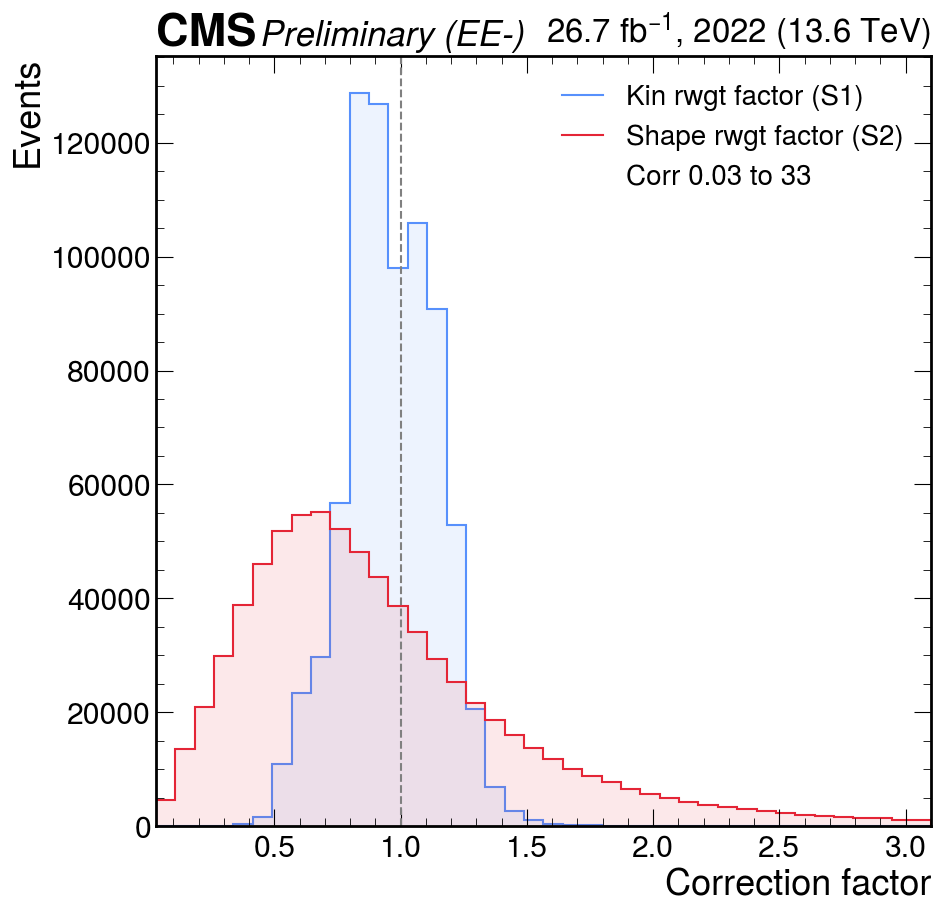 CMS Preliminary (EE-) 26.7 fb⁻¹, 2022 (13.6 TeV)
Events
Kin rwgt factor (S1)
Shape rwgt factor (S2)
Corr 0.03 to 33
120000
100000
80000
60000
40000
20000
0
0.5 1.0 1.5 2.0 2.5 3.0
Correction factor